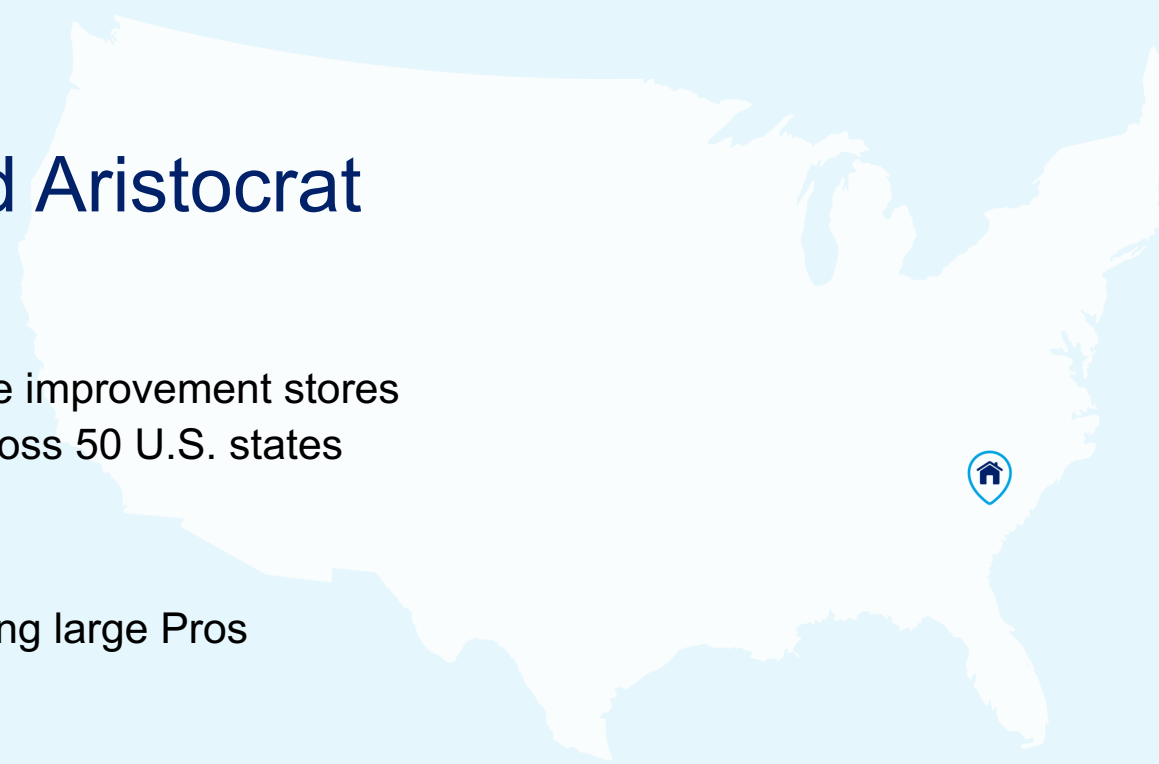 d Aristocrat
e improvement stores
oss 50 U.S. states
ng large Pros